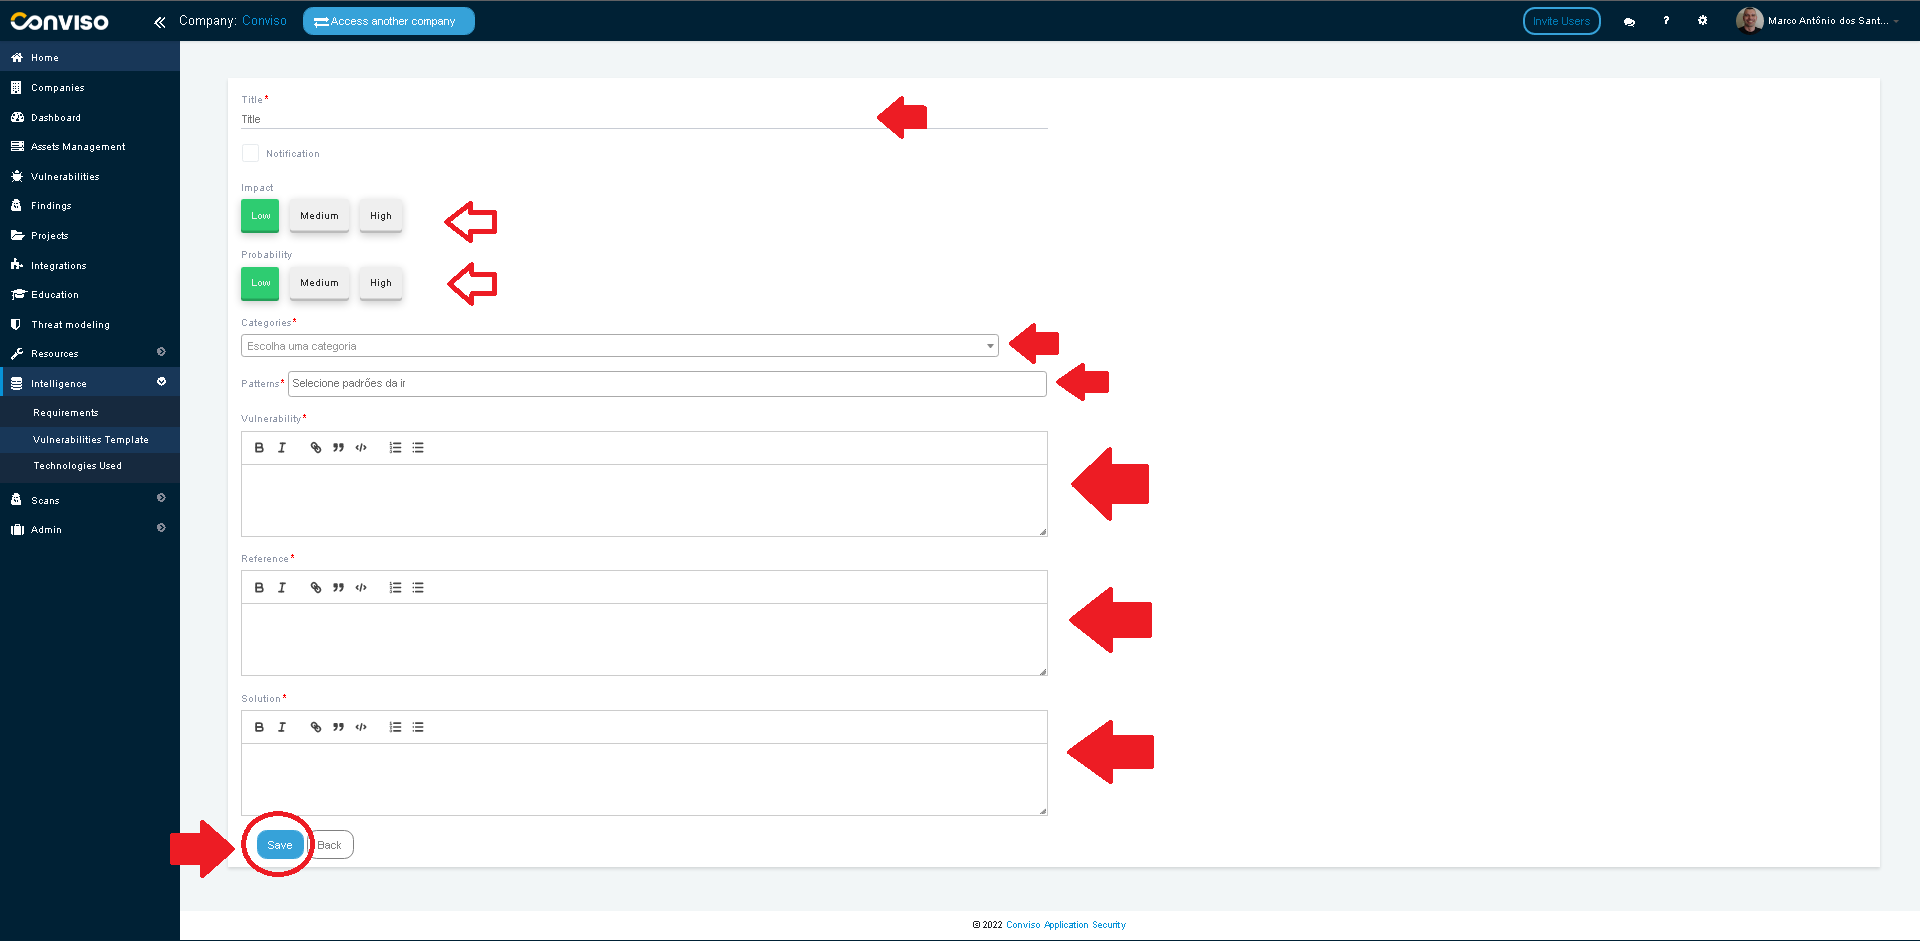 Conviso
Company: Conviso
Access another company
Invite Users
?
Marco Antônio dos Sant...
Home
Companies
Dashboard
Assets Management
Vulnerabilities
Findings
Projects
Integrations
Education
Threat modeling
Resources
Intelligence
Requirements
Vulnerabilities Template
Technologies Used
Scans
Admin
Title*
Title
Notification
Impact
Low Medium High
Probability
Low Medium High
Categories*
Escolha uma categoria
Patterns* Selecione padrões da ir
Vulnerability*
B I
Reference*
B I
Solution*
B I
Save Back
© 2022 Conviso Application Security